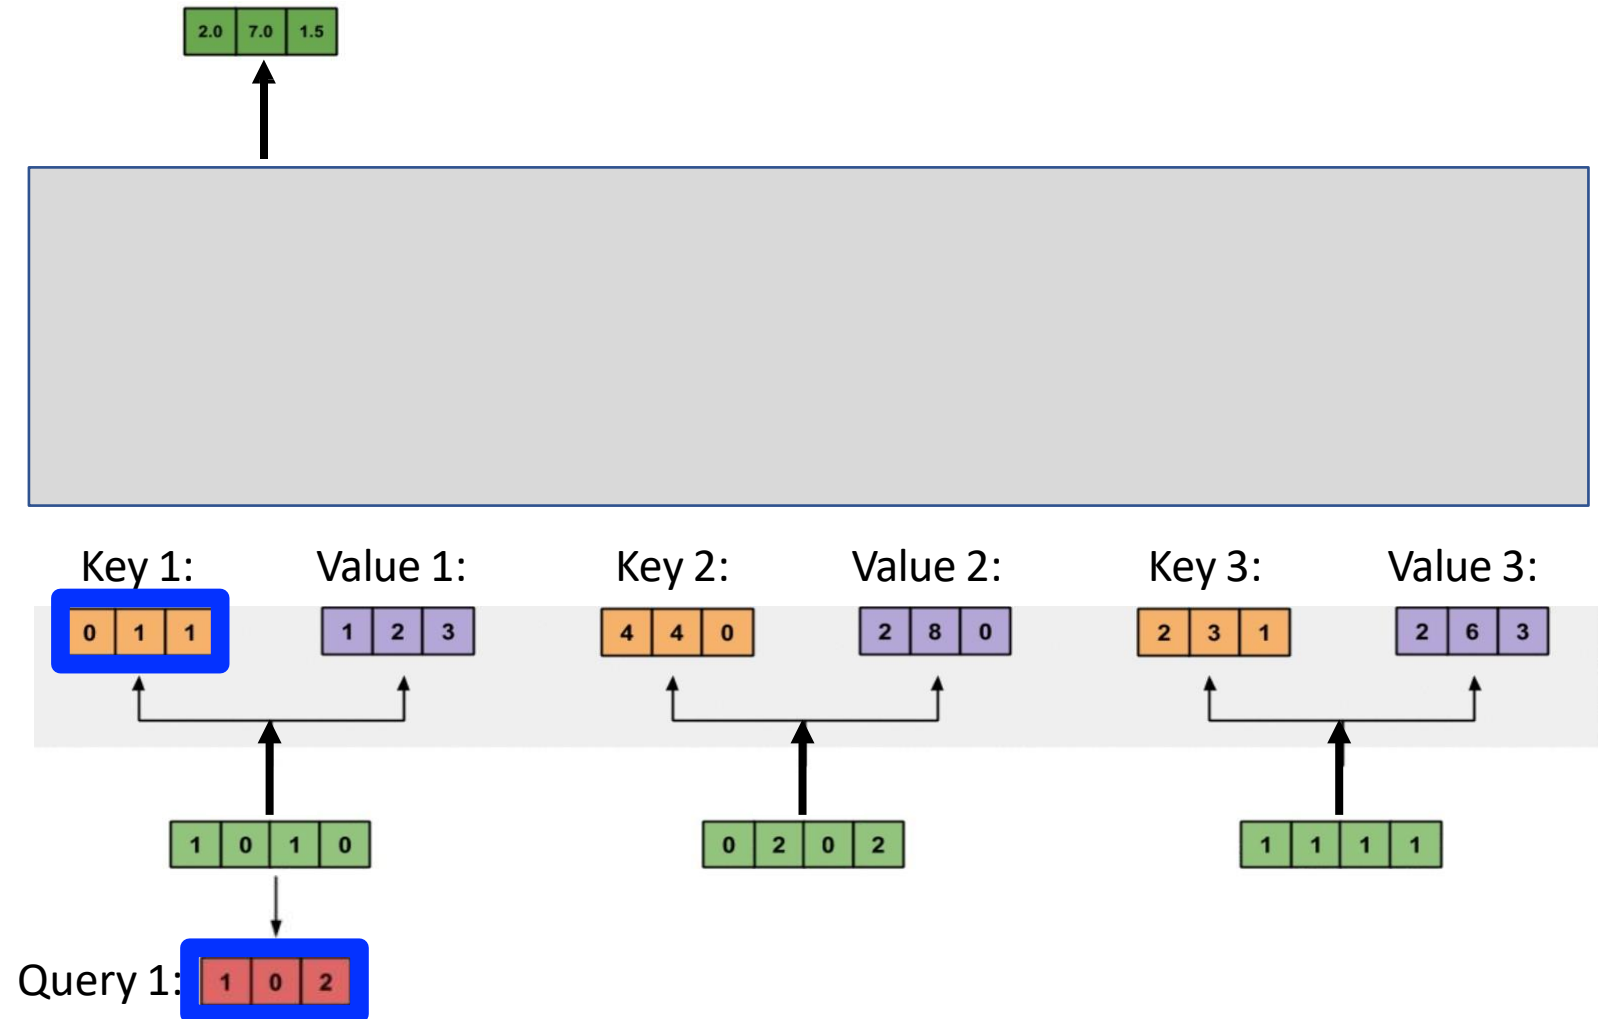 2.0 7.0 1.5
Key 1: Value 1: Key 2: Value 2: Key 3: Value 3:
0 1 1 1 2 3 4 4 0 2 8 0 2 3 1 2 6 3
1 0 1 0 0 2 0 2 1 1 1 1
Query 1: 1 0 2